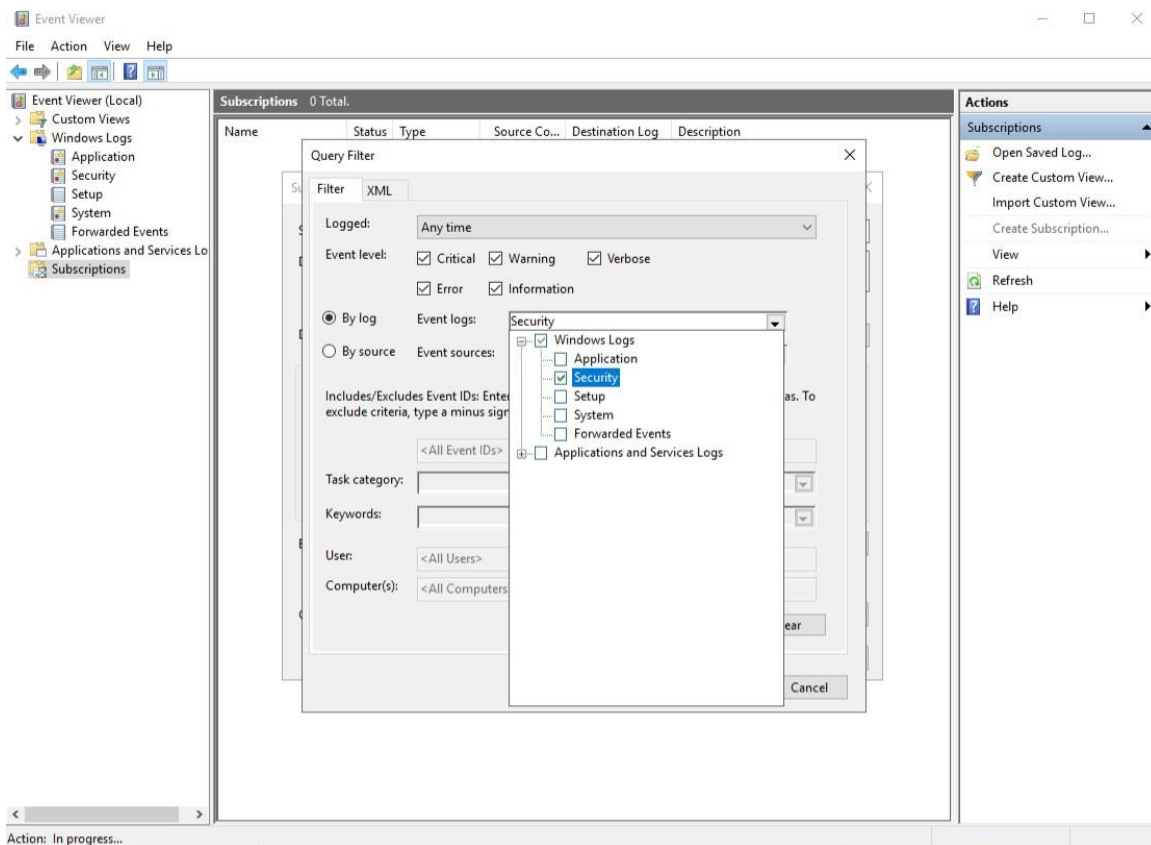 Event Viewer
File Action View Help
Event Viewer (Local)
Custom Views
Windows Logs
Application
Security
Setup
System
Forwarded Events
Applications and Services Lo
Subscriptions
Subscriptions 0 Total.
Name Status Type Source Co... Destination Log Description
Query Filter
Filter XML
Logged: Any time
Event level: Critical Warning Verbose
Error Information
By log Event logs: Security
By source Event sources:
Windows Logs
Application
Security
Setup
System
Forwarded Events
Applications and Services Logs
Includes/Excludes Event IDs: Enter as. To
exclude criteria, type a minus sign
<All Event IDs>
Task category:
Keywords:
User: <All Users>
Computer(s): <All Computers
ear
Cancel
Actions
Subscriptions
Open Saved Log...
Create Custom View...
Import Custom View...
Create Subscription...
View
Refresh
Help
Action: In progress...